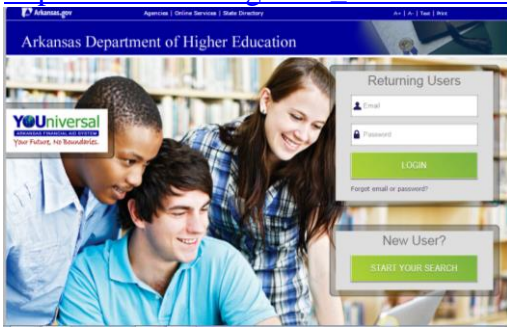 Arkansas.gov
Agencies | Online Services | State Directory
A+ | A- | Text | Print
Arkansas Department of Higher Education
YOUniversal
ARKANSAS FINANCIAL AID SYSTEM
Your Future, No Boundaries.
Returning Users
Email
Password
LOGIN
Forgot email or password?
New User?
START YOUR SEARCH